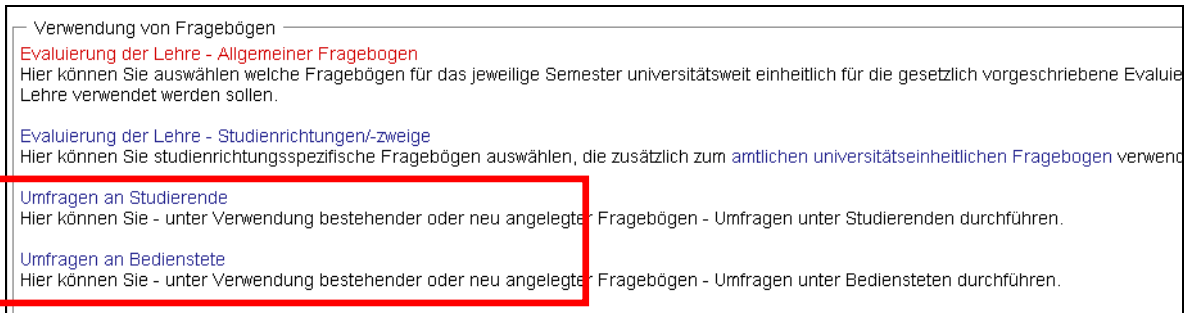 Verwendung von Fragebögen
Evaluierung der Lehre - Allgemeiner Fragebogen
Hier können Sie auswählen welche Fragebögen für das jeweilige Semester universitätsweit einheitlich für die gesetzlich vorgeschriebene Evaluie
Lehre verwendet werden sollen.
Evaluierung der Lehre - Studienrichtungen/-zweige
Hier können Sie studienrichtungsspezifische Fragebögen auswählen, die zusätzlich zum amtlichen universitätseinheitlichen Fragebogen verwend
Umfragen an Studierende
Hier können Sie - unter Verwendung bestehender oder neu angelegter Fragebögen - Umfragen unter Studierenden durchführen.
Umfragen an Bedienstete
Hier können Sie - unter Verwendung bestehender oder neu angelegter Fragebögen - Umfragen unter Bediensteten durchführen.